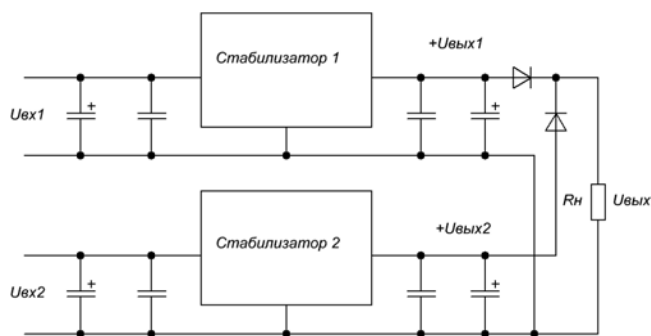 Стабилизатор 1
+Uвых1
+
+
Uвх1
Стабилизатор 2
+Uвых2
Rн
Uвых
+
+
Uвх2